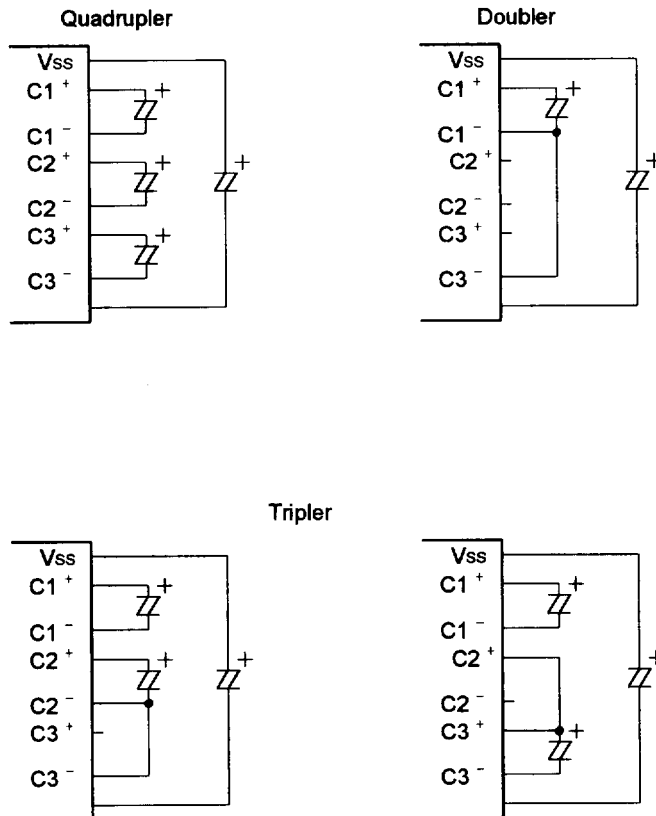 Quadrupler
Vss
C1 +
C1 −
C2 +
C2 −
C3 +
C3 −
+
+
+
+
Doubler
Vss
C1 +
C1 −
C2 +
C2 −
C3 +
C3 −
+
+
Tripler
Vss
C1 +
C1 −
C2 +
C2 −
C3 +
C3 −
+
+
+
Vss
C1 +
C1 −
C2 +
C2 −
C3 +
C3 −
+
+
+